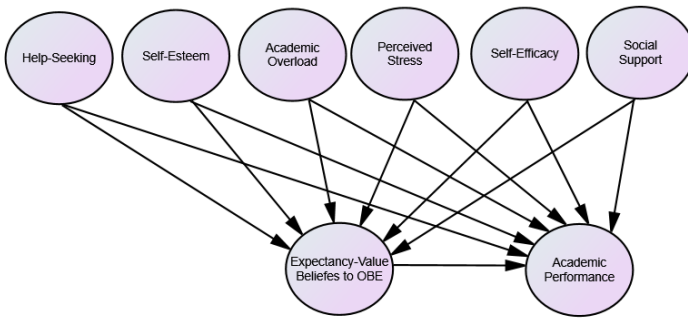 Help-Seeking
Self-Esteem
Academic
Overload
Perceived
Stress
Self-Efficacy
Social
Support
Expectancy-Value
Beliefes to OBE
Academic
Performance